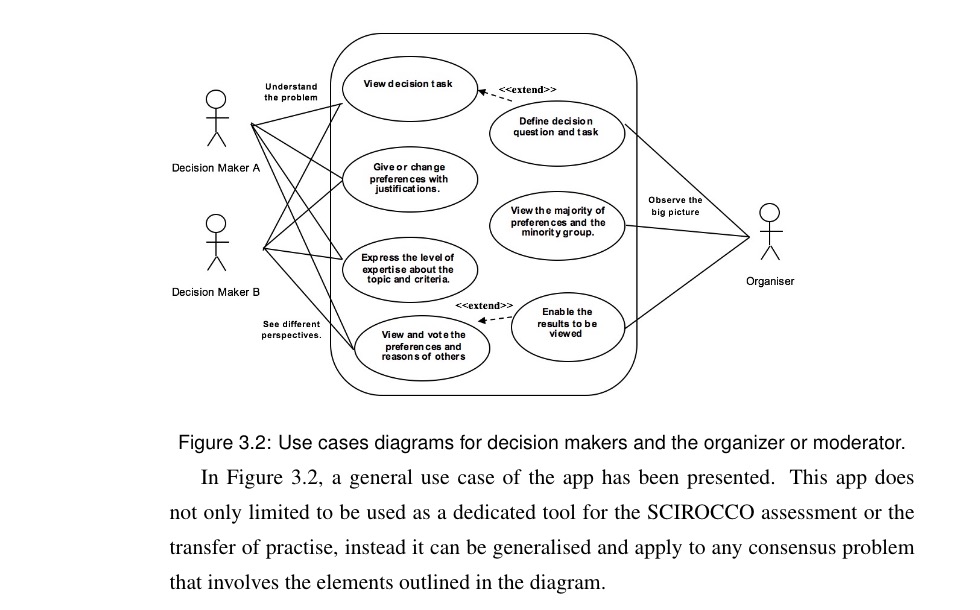 View decision task
<<extend>>
Understand
the problem
Define decision
question and task
Decision Maker A
Give or change
preferences with
justifications.
View the majority of
preferences and the
minority group.
Observe the
big picture
Express the level of
expertise about the
topic and criteria.
Organiser
Decision Maker B
<<extend>>
Enable the
results to be
viewed
See different
perspectives.
View and vote the
preferences and
reasons of others
Figure 3.2: Use cases diagrams for decision makers and the organizer or moderator.
In Figure 3.2, a general use case of the app has been presented. This app does
not only limited to be used as a dedicated tool for the SCIROCCO assessment or the
transfer of practise, instead it can be generalised and apply to any consensus problem
that involves the elements outlined in the diagram.